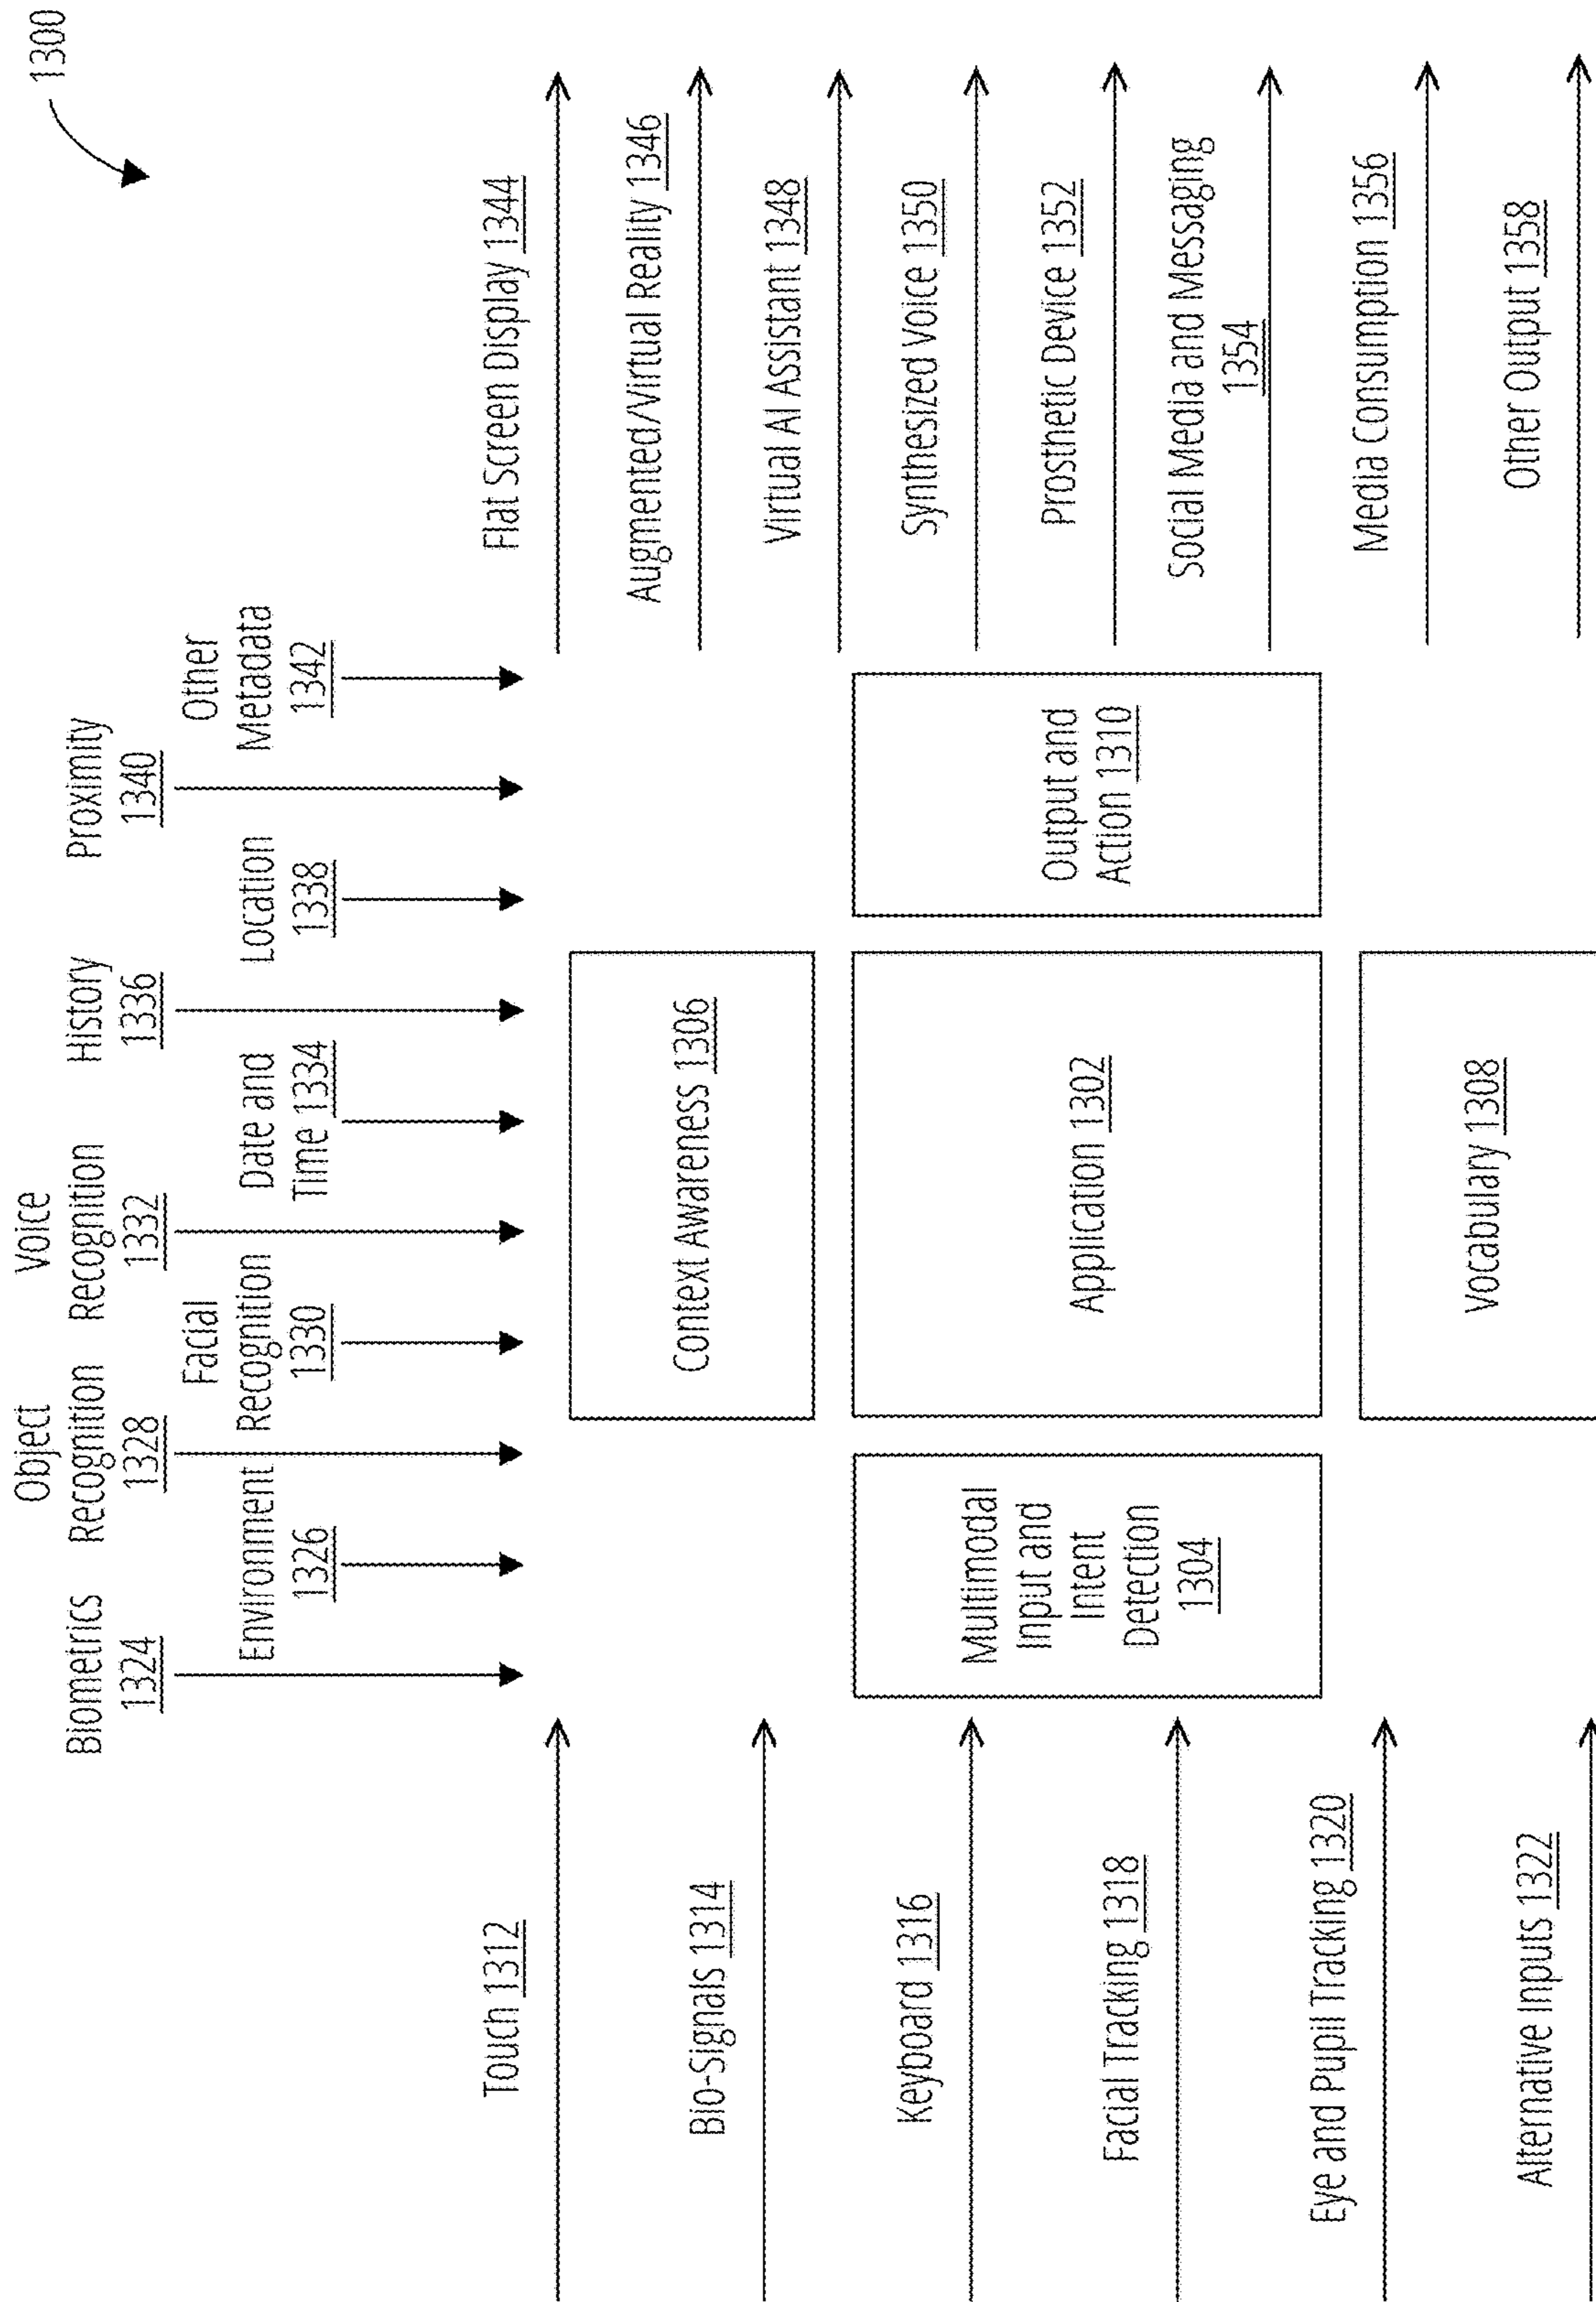 1300
Biometrics
1324
Environment
1326
Object
Recognition
1328
Facial
Recognition
1330
Voice
Recognition
1332
Date and
Time 1334
History
1336
Location
1338
Proximity
1340
Other
Metadata
1342
Touch 1312
Bio-Signals 1314
Keyboard 1316
Facial Tracking 1318
Eye and Pupil Tracking 1320
Alternative Inputs 1322
Multimodal
Input and
Intent
Detection
1304
Context Awareness 1306
Application 1302
Vocabulary 1308
Output and
Action 1310
Flat Screen Display 1344
Augmented/Virtual Reality 1346
Virtual AI Assistant 1348
Synthesized Voice 1350
Prosthetic Device 1352
Social Media and Messaging
1354
Media Consumption 1356
Other Output 1358